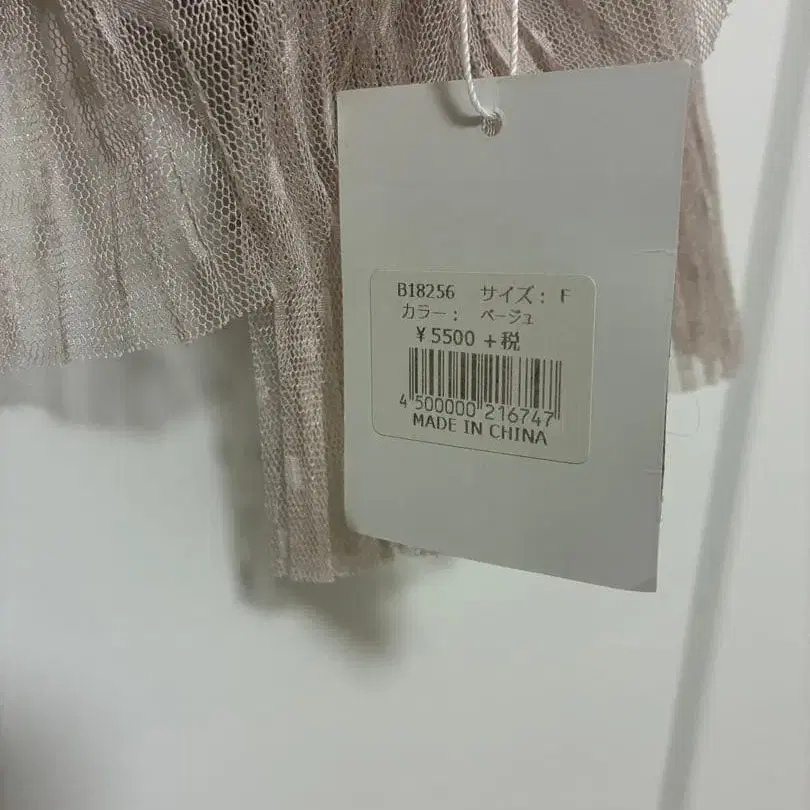 B18256 サイズ： F
カラー： ベージュ
￥5500 +税
4 500000 216747
MADE IN CHINA